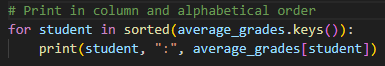 # Print in column and alphabetical order
for student in sorted(average_grades.keys()):
    print(student, ":", average_grades[student])